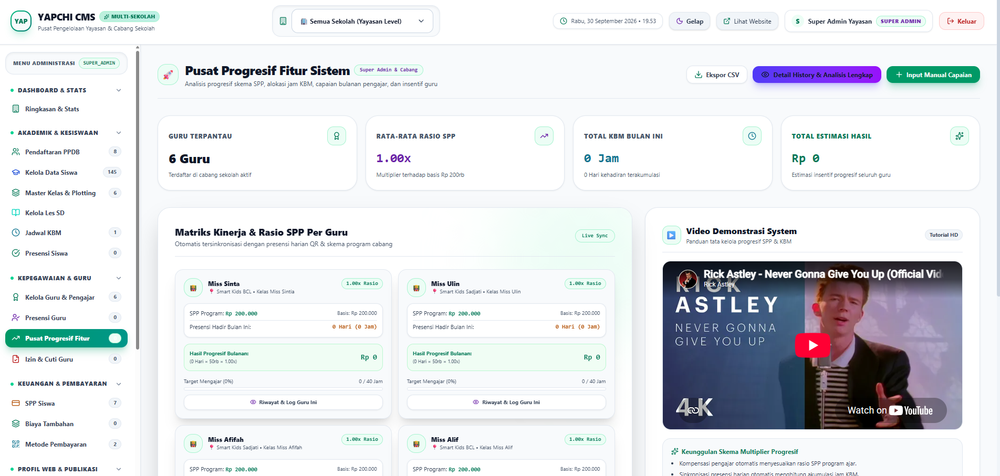 YAP
YAPCHI CMS
MULTI-SEKOLAH
Pusat Pengelolaan Yayasan & Cabang Sekolah
Semua Sekolah (Yayasan Level)
Rabu, 30 September 2026 • 19.53
Gelap
Lihat Website
S
Super Admin Yayasan
SUPER ADMIN
Keluar
MENU ADMINISTRASI
SUPER_ADMIN
DASHBOARD & STATS
Ringkasan & Stats
AKADEMIK & KESISWAAN
Pendaftaran PPDB 8
Kelola Data Siswa 145
Master Kelas & Plotting 6
Kelola Les SD
Jadwal KBM 1
Presensi Siswa 0
KEPEGAWAIAN & GURU
Kelola Guru & Pengajar 6
Presensi Guru 0
Pusat Progresif Fitur
Izin & Cuti Guru 0
KEUANGAN & PEMBAYARAN
SPP Siswa 7
Biaya Tambahan 0
Metode Pembayaran 2
PROFIL WEB & PUBLIKASI
Pusat Progresif Fitur Sistem
Super Admin & Cabang
Analisis progresif skema SPP, alokasi jam KBM, capaian bulanan pengajar, dan insentif guru
Ekspor CSV
Detail History & Analisis Lengkap
Input Manual Capaian
GURU TERPANTAU
6 Guru
Terdaftar di cabang sekolah aktif
RATA-RATA RASIO SPP
1.00x
Multiplier terhadap basis Rp 200rb
TOTAL KBM BULAN INI
0 Jam
0 Hari kehadiran terakumulasi
TOTAL ESTIMASI HASIL
Rp 0
Estimasi insentif progresif seluruh guru
Matriks Kinerja & Rasio SPP Per Guru
Otomatis tersinkronisasi dengan presensi harian QR & skema program cabang
Live Sync
Miss Sinta
1.00x Rasio
Smart Kids BCL • Kelas Miss Sintia
SPP Program: Rp 200.000
Basis: Rp 200.000
Presensi Hadir Bulan Ini:
0 Hari (0 Jam)
Hasil Progresif Bulanan:
(0 Hari × 50rb × 1.00x)
Rp 0
Target Mengajar (0%)
0 / 40 Jam
Riwayat & Log Guru Ini
Miss Ulin
1.00x Rasio
Smart Kids Sadjati • Kelas Miss Ulin
SPP Program: Rp 200.000
Basis: Rp 200.000
Presensi Hadir Bulan Ini:
0 Hari (0 Jam)
Hasil Progresif Bulanan:
(0 Hari × 50rb × 1.00x)
Rp 0
Target Mengajar (0%)
0 / 40 Jam
Riwayat & Log Guru Ini
Miss Afifah
1.00x Rasio
Smart Kids Sadjati • Kelas Miss Afifah
SPP Program: Rp 200.000
Basis: Rp 200.000
Miss Alif
1.00x Rasio
Smart Kids BCL • Kelas Miss Alif
SPP Program: Rp 200.000
Basis: Rp 200.000
Video Demonstrasi System
Panduan tata kelola progresif SPP & KBM
Tutorial HD
Rick Astley - Never Gonna Give You Up (Official Vid
Rick Astley
RICK
ASTLEY
NEVER GONNA
GIVE YOU UP
4K
Watch on YouTube
Keunggulan Skema Multiplier Progresif
• Kompensasi pengajar otomatis menyesuaikan rasio SPP program ajar.
• Sinkronisasi presensi harian otomatis menghitung akumulasi jam KBM.